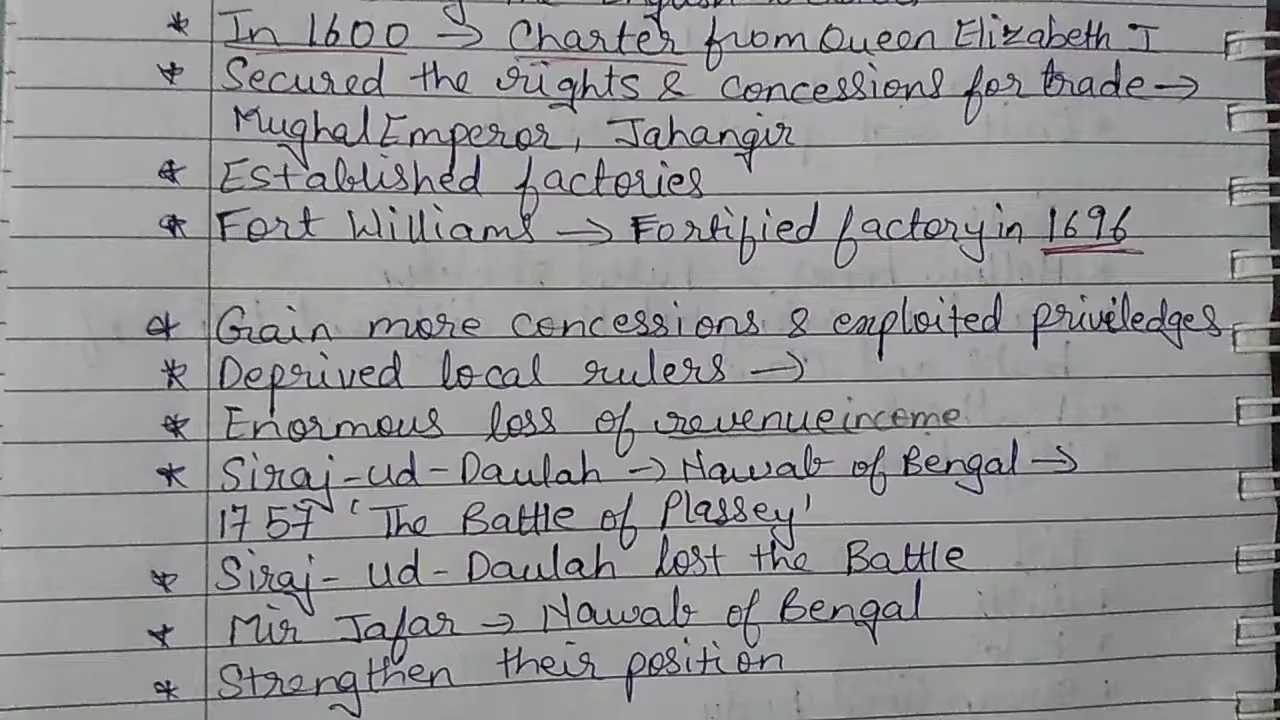 * In 1600 → Charter from Queen Elizabeth I
* Secured the rights & concessions for trade →
Mughal Emperor, Jahangir
* Established factories
* Fort Williams → Fortified factory in 1696
* Gain more concessions & exploited priviledges
* Deprived local rulers →
* Enormous loss of revenue income
* Siraj-ud-Daulah → Nawab of Bengal →
1757 'The Battle of Plassey'
* Siraj-ud-Daulah lost the Battle
* Mir Jafar → Nawab of Bengal
* Strengthen their position